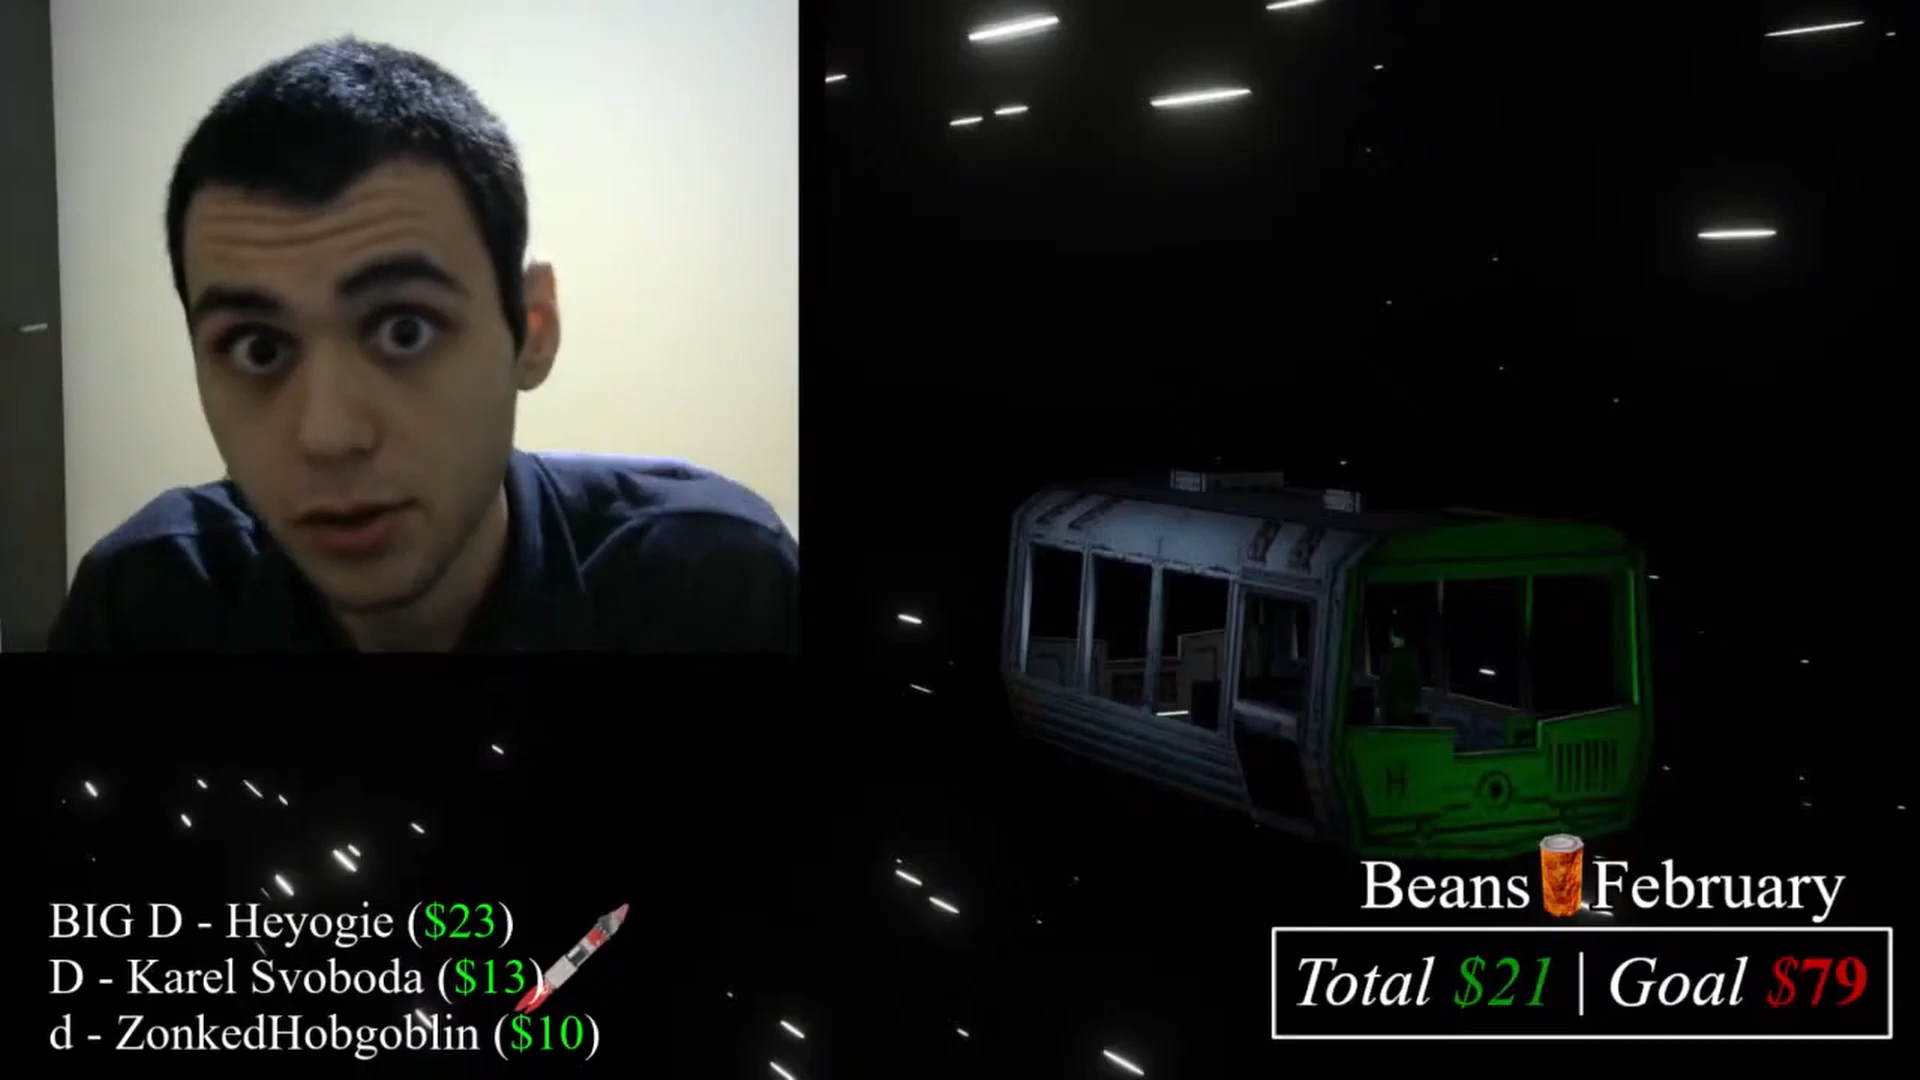 BIG D - Heyogie ($23)
D - Karel Svoboda ($13)
d - ZonkedHobgoblin ($10)
H
Beans February
Total $21 | Goal $79